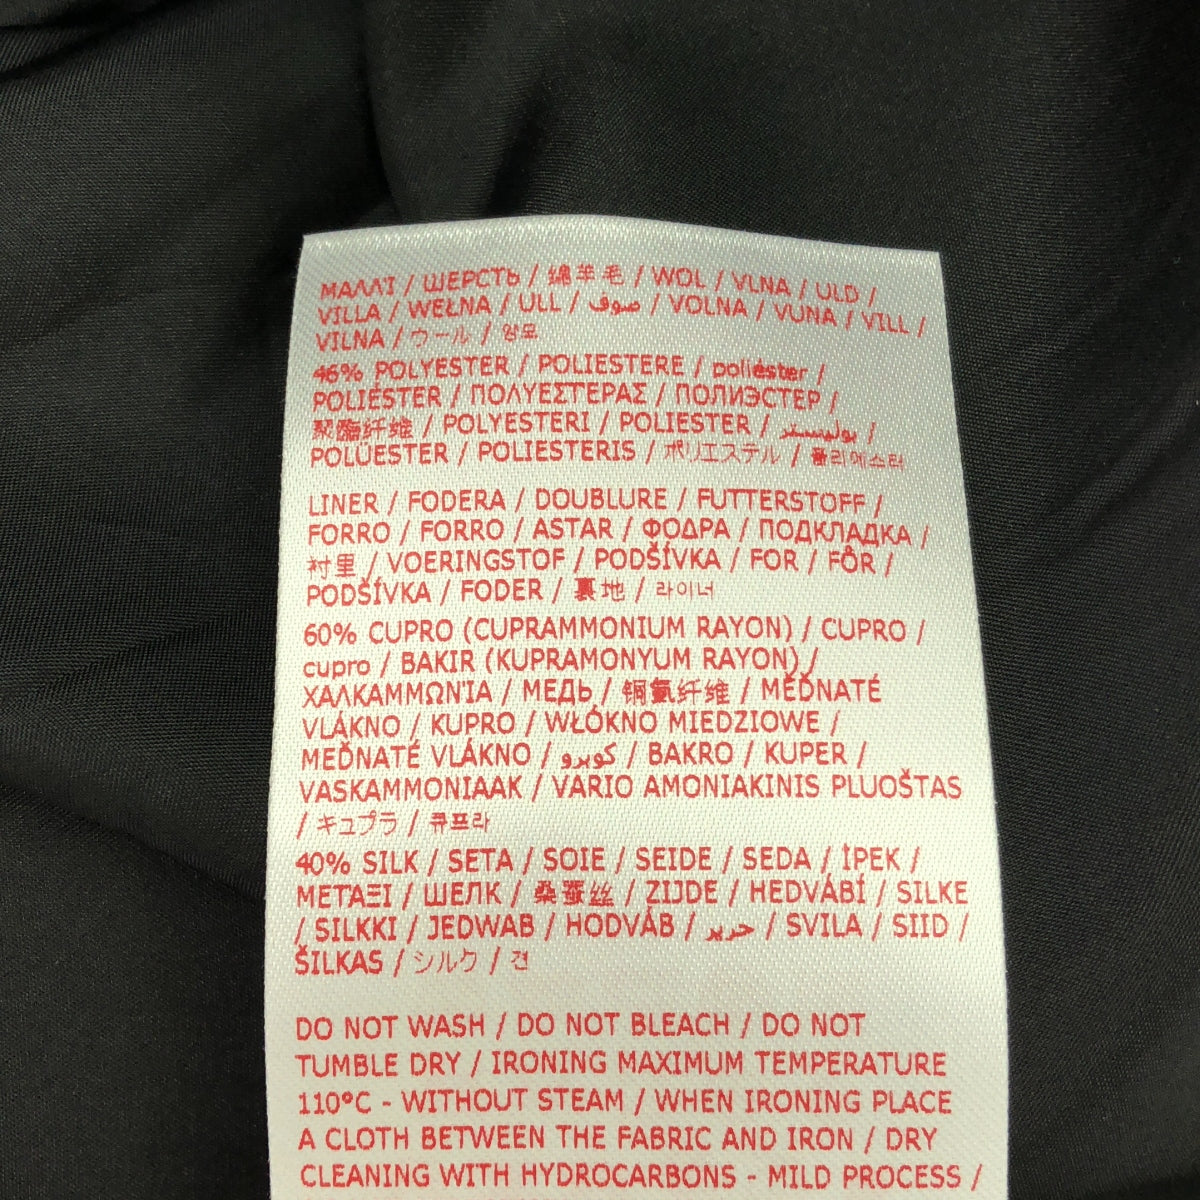 ΜΑΛΛΊ / ШЕРСТЬ / 绵羊毛 / WOL / VLNA / ULD /
VILLA / WEŁNA / ULL / صوف / VOLNA / VUNA / VILL /
VILNA / ウール / 양모
46% POLYESTER / POLIESTERE / poliéster /
POLIÉSTER / ΠΟΛΥΕΣΤΕΡΑΣ / ПОЛИЭСТЕР /
聚酯纤维 / POLYESTERI / POLIESTER / بوليستر /
POLÜESTER / POLIESTERIS / ポリエステル / 폴리에스터
LINER / FODERA / DOUBLURE / FUTTERSTOFF /
FORRO / FORRO / ASTAR / ΦΟΔΡΑ / ПОДКЛАДКА /
衬里 / VOERINGSTOF / PODŠÍVKA / FOR / FÔR /
PODŠÍVKA / FODER / 裏地 / 라이너
60% CUPRO (CUPRAMMONIUM RAYON) / CUPRO /
cupro / BAKIR (KUPRAMONYUM RAYON) /
ΧΑΛΚΑΜΜΩΝΊΑ / МЕДЬ / 铜氨纤维 / MĚĎNATÉ
VLÁKNO / KUPRO / WŁÓKNO MIEDZIOWE /
MEĎNATÉ VLÁKNO / كوبرو / BAKRO / KUPER /
VASKAMMONIAAK / VARIO AMONIAKINIS PLUOŠTAS
/ キュプラ / 큐프라
40% SILK / SETA / SOIE / SEIDE / SEDA / İPEK /
ΜΕΤΑΞΙ / ШЕЛК / 桑蚕丝 / ZIJDE / HEDVÁBÍ / SILKE
/ SILKKI / JEDWAB / HODVÁB / حرير / SVILA / SIID /
ŠILKAS / シルク / 견
DO NOT WASH / DO NOT BLEACH / DO NOT
TUMBLE DRY / IRONING MAXIMUM TEMPERATURE
110°C - WITHOUT STEAM / WHEN IRONING PLACE
A CLOTH BETWEEN THE FABRIC AND IRON / DRY
CLEANING WITH HYDROCARBONS - MILD PROCESS /